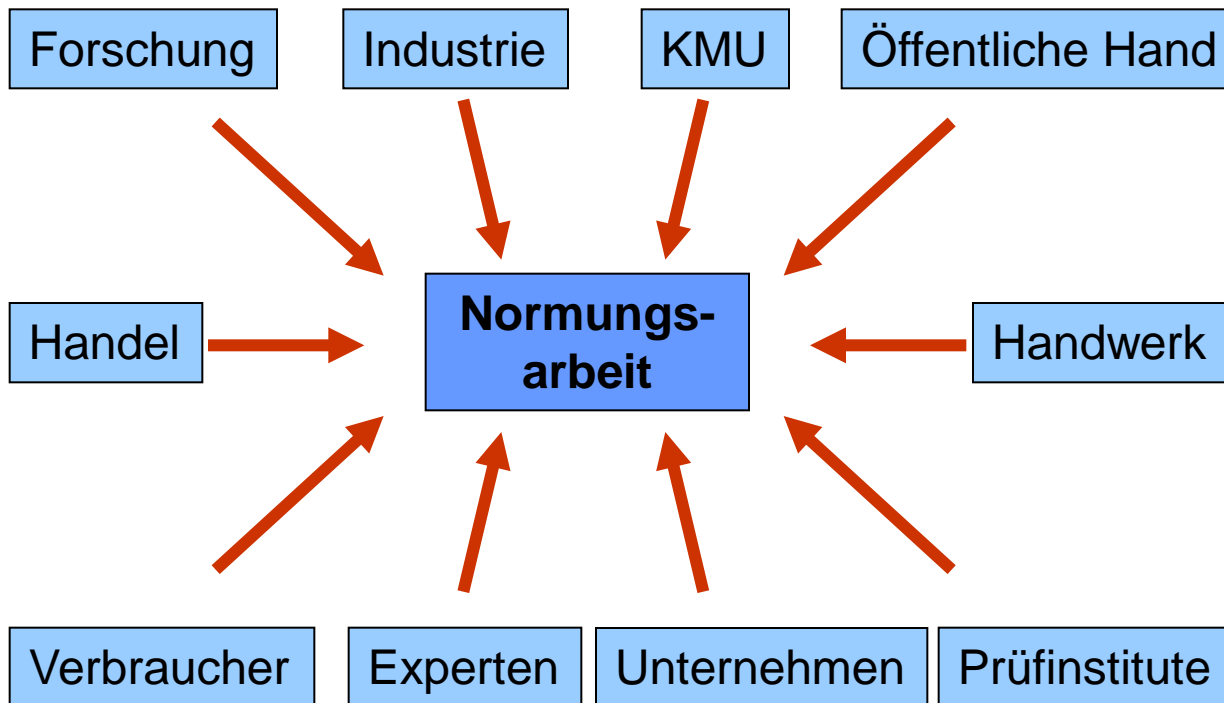 Forschung
Industrie
KMU
Öffentliche Hand
Normungs-
arbeit
Handel
Handwerk
Verbraucher
Experten
Unternehmen
Prüfinstitute